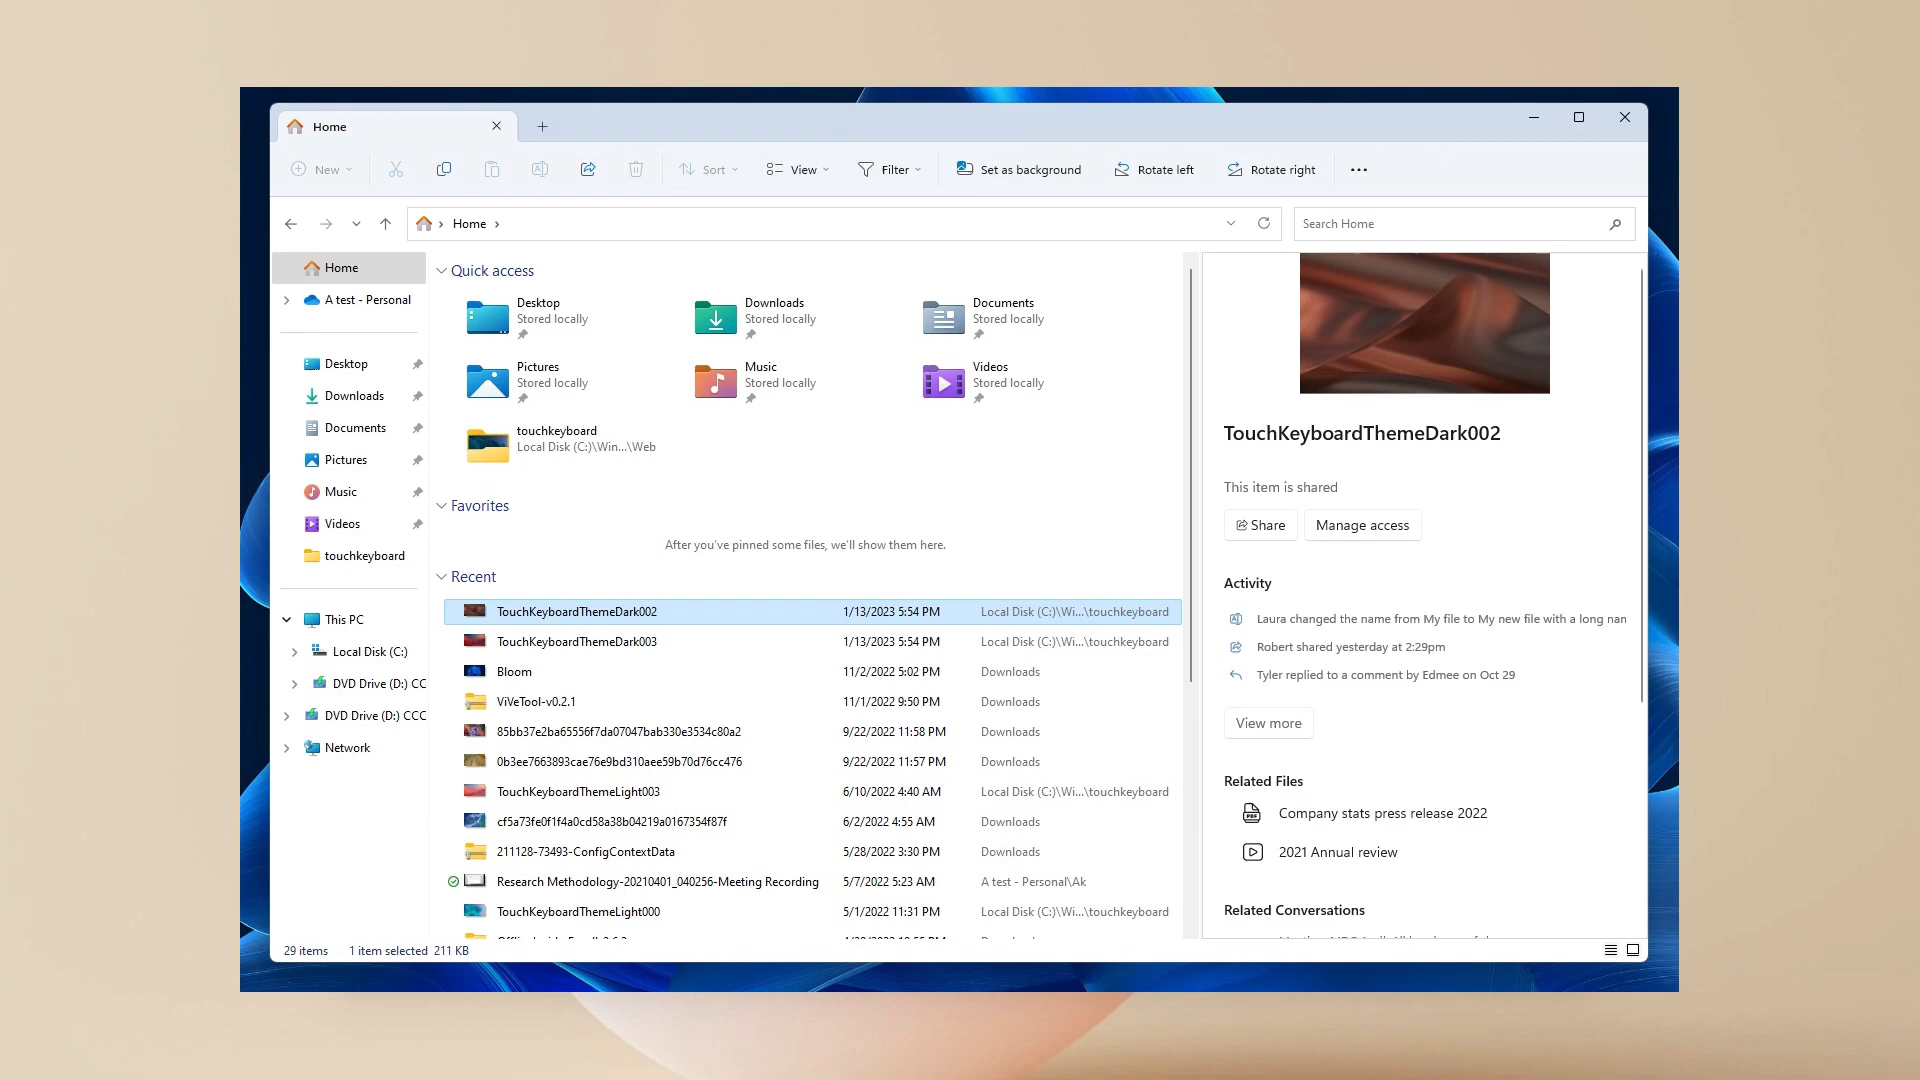 Home
New
Sort
View
Filter
Set as background
Rotate left
Rotate right
Home
Search Home
Home
A test - Personal
Desktop
Downloads
Documents
Pictures
Music
Videos
touchkeyboard
This PC
Local Disk (C:)
DVD Drive (D:) CC
DVD Drive (D:) CCC
Network
Quick access
Desktop
Stored locally
Downloads
Stored locally
Documents
Stored locally
Pictures
Stored locally
Music
Stored locally
Videos
Stored locally
touchkeyboard
Local Disk (C:)\Win...\Web
Favorites
After you've pinned some files, we'll show them here.
Recent
TouchKeyboardThemeDark002 1/13/2023 5:54 PM Local Disk (C:)\Wi...\touchkeyboard
TouchKeyboardThemeDark003 1/13/2023 5:54 PM Local Disk (C:)\Wi...\touchkeyboard
Bloom 11/2/2022 5:02 PM Downloads
ViVeTool-v0.2.1 11/1/2022 9:50 PM Downloads
85bb37e2ba65556f7da07047bab330e3534c80a2 9/22/2022 11:58 PM Downloads
0b3ee7663893cae76e9bd310aee59b70d76cc476 9/22/2022 11:57 PM Downloads
TouchKeyboardThemeLight003 6/10/2022 4:40 AM Local Disk (C:)\Wi...\touchkeyboard
cf5a73fe0f1f4a0cd58a38b04219a0167354f87f 6/2/2022 4:55 AM Downloads
211128-73493-ConfigContextData 5/28/2022 3:30 PM Downloads
Research Methodology-20210401_040256-Meeting Recording 5/7/2022 5:23 AM A test - Personal\Ak
TouchKeyboardThemeLight000 5/1/2022 11:31 PM Local Disk (C:)\Wi...\touchkeyboard
TouchKeyboardThemeDark002
This item is shared
Share
Manage access
Activity
Laura changed the name from My file to My new file with a long nan
Robert shared yesterday at 2:29pm
Tyler replied to a comment by Edmee on Oct 29
View more
Related Files
PDF
Company stats press release 2022
2021 Annual review
Related Conversations
29 items
1 item selected 211 KB